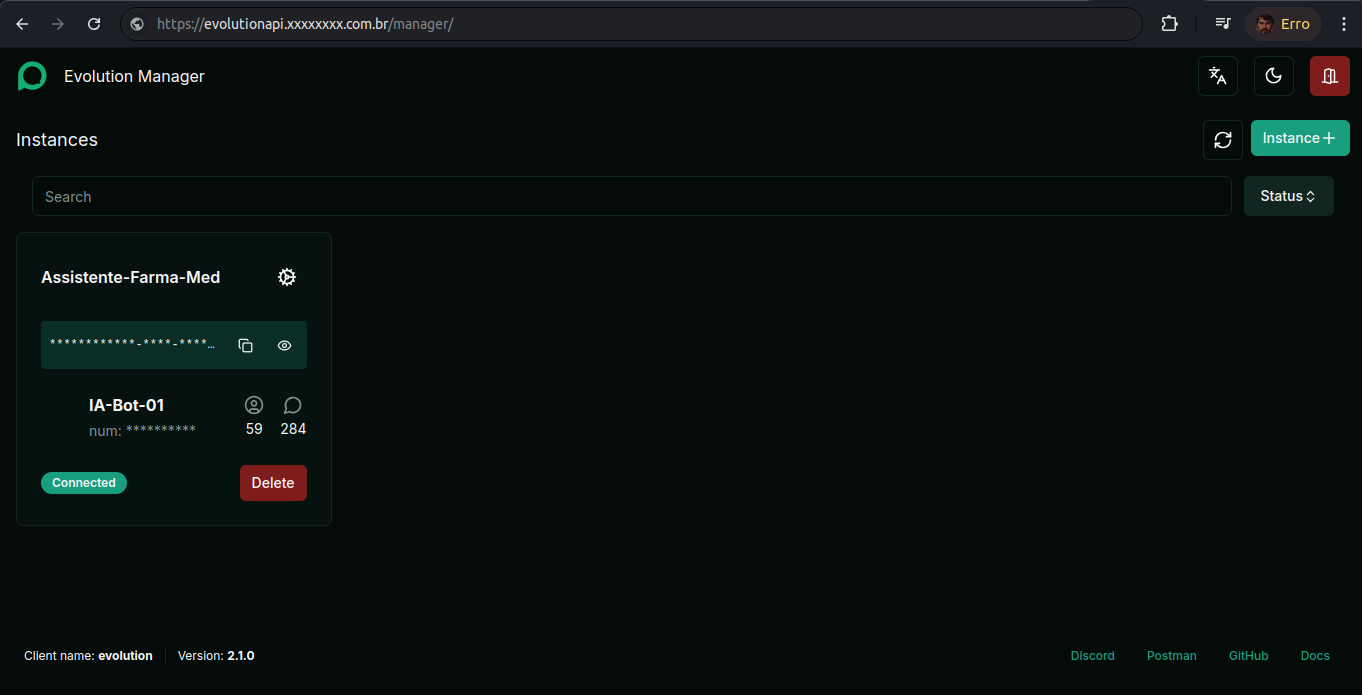 https://evolutionapi.xxxxxxxx.com.br/manager/
Erro
Evolution Manager
Instances
Instance
Search
Status
Assistente-Farma-Med
************-****-****…
IA-Bot-01
num: **********
59
284
Connected
Delete
Client name: evolution
Version: 2.1.0
Discord
Postman
GitHub
Docs